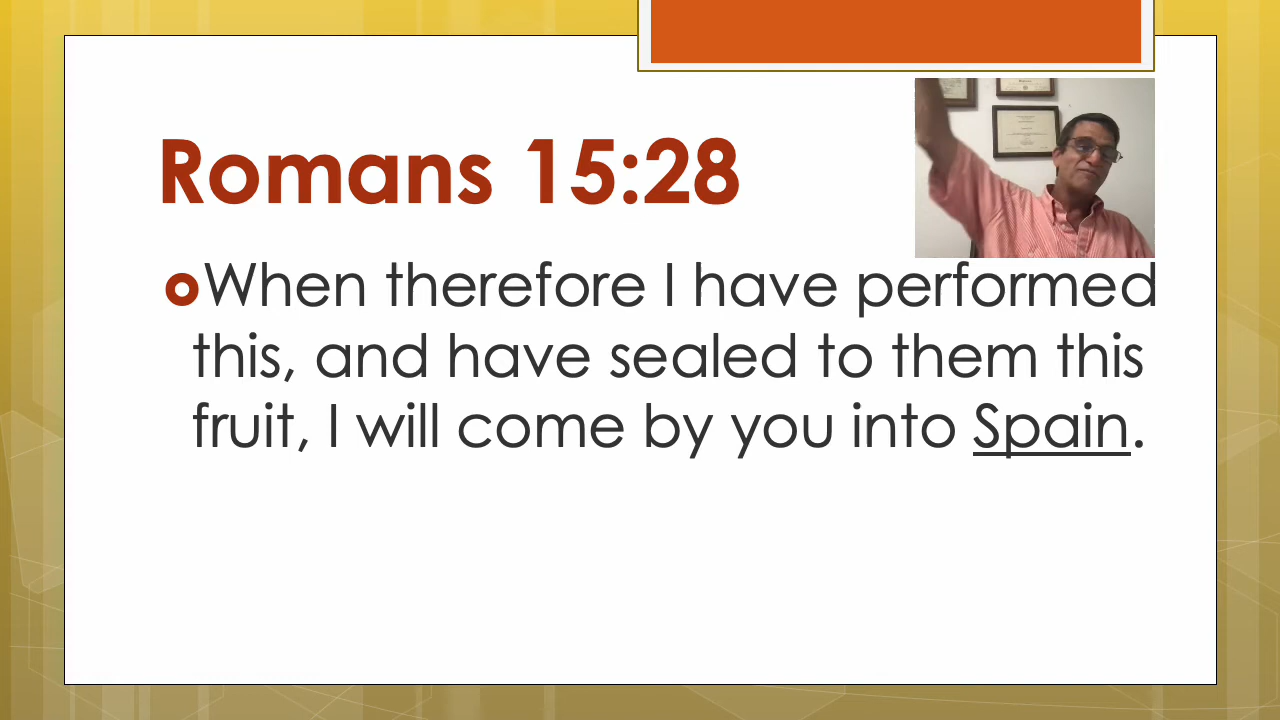 Romans 15:28
When therefore I have performed
this, and have sealed to them this
fruit, I will come by you into Spain.